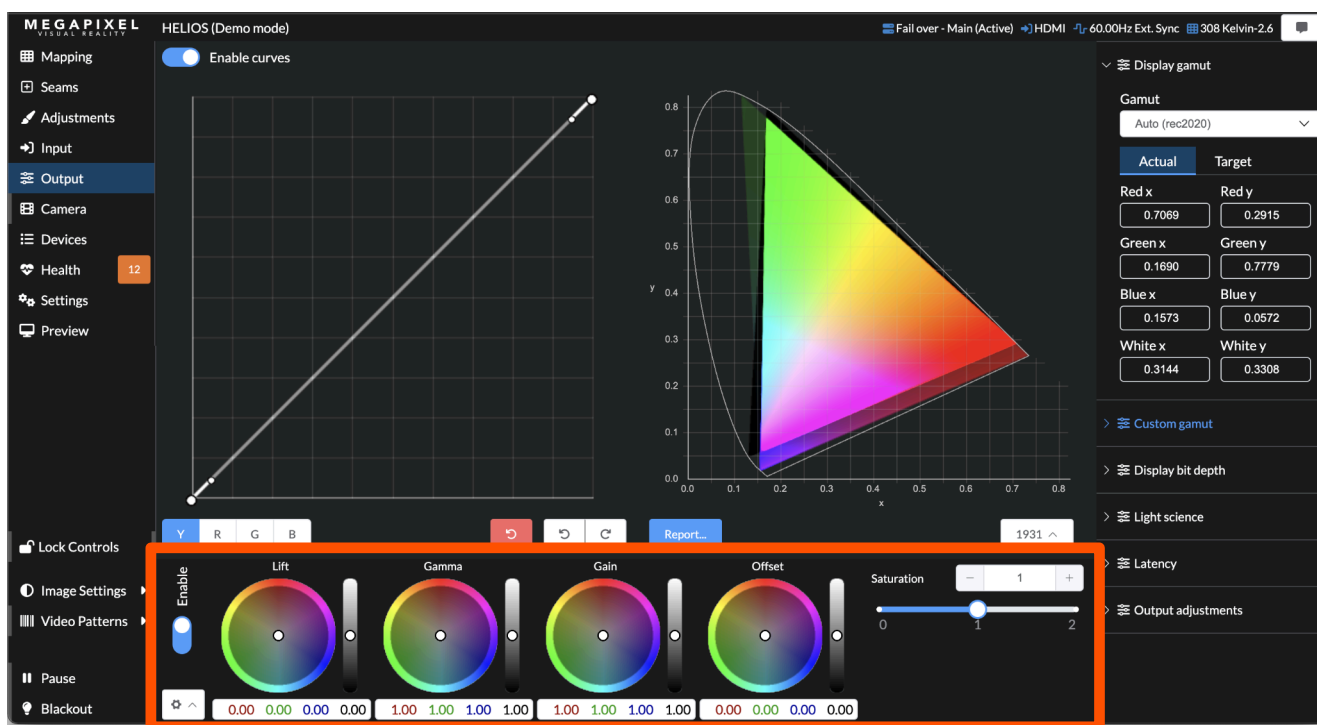 MEGAPIXEL
VISUAL REALITY
HELIOS (Demo mode)
Fail over - Main (Active) HDMI 60.00Hz Ext. Sync 308 Kelvin-2.6
Mapping
Seams
Adjustments
Input
Output
Camera
Devices
Health 12
Settings
Preview
Lock Controls
Image Settings
Video Patterns
Pause
Blackout
Enable curves
Y R G B
0.8
0.7
0.6
0.5
0.4
0.3
0.2
0.1
0.0
y
0.0 0.1 0.2 0.3 0.4 0.5 0.6 0.7 0.8
x
Report...
1931
Enable
Lift
0.00 0.00 0.00 0.00
Gamma
1.00 1.00 1.00 1.00
Gain
1.00 1.00 1.00 1.00
Offset
0.00 0.00 0.00 0.00
Saturation
− 1 +
0 1 2
Display gamut
Gamut
Auto (rec2020)
Actual Target
Red x Red y
0.7069 0.2915
Green x Green y
0.1690 0.7779
Blue x Blue y
0.1573 0.0572
White x White y
0.3144 0.3308
Custom gamut
Display bit depth
Light science
Latency
Output adjustments